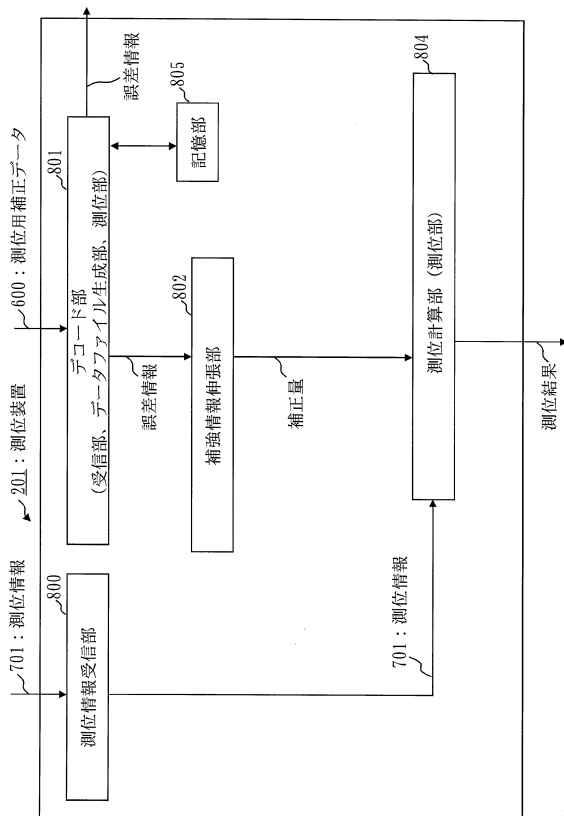 701：測位情報
201：測位装置
600：測位用補正データ
800
測位情報受信部
801
デコード部
(受信部、データファイル生成部、測位部)
誤差情報
誤差情報
802
補強情報伸張部
805
記憶部
補正量
701：測位情報
804
測位計算部（測位部）
測位結果